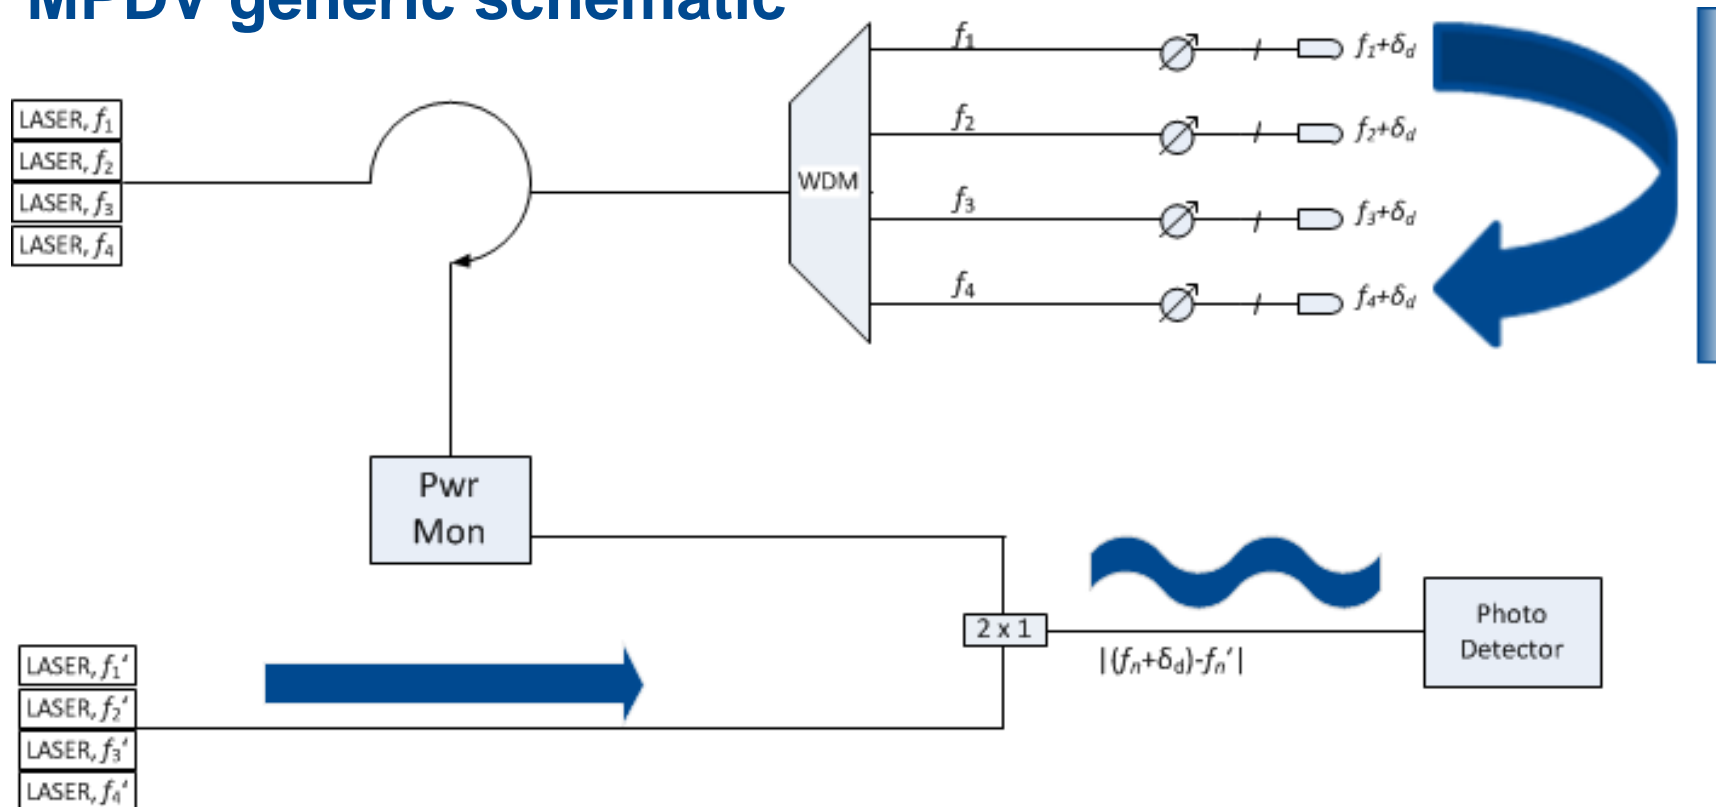 MPDV generic schematic
LASER, f₁
LASER, f₂
LASER, f₃
LASER, f₄
WDM
f₁
f₂
f₃
f₄
f₁+δd
f₂+δd
f₃+δd
f₄+δd
Pwr
Mon
2 x 1
|(fₙ+δd)-fₙ‘|
Photo
Detector
LASER, f₁‘
LASER, f₂‘
LASER, f₃‘
LASER, f₄‘